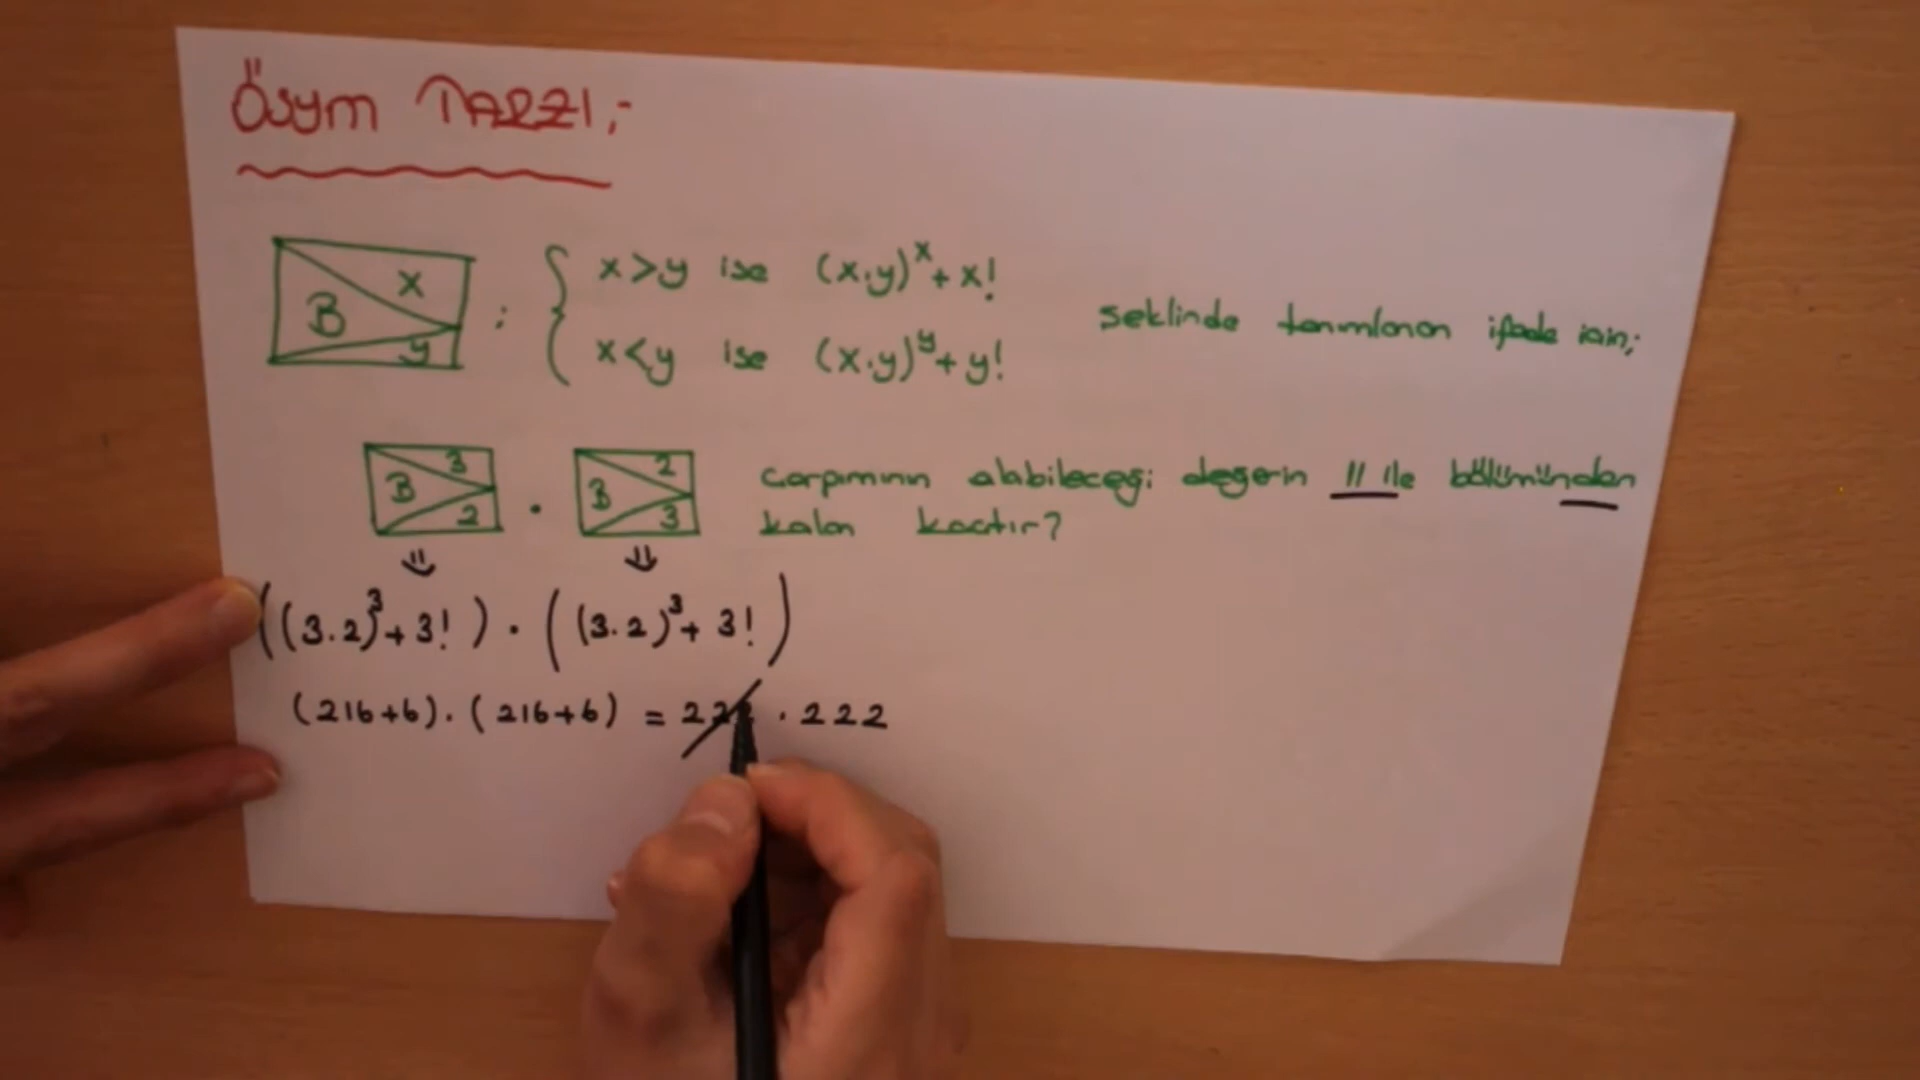 ÖSYM TARZI;
B x y : { x>y ise (x.y)^x + x!
x<y ise (x.y)^y + y!
şeklinde tanımlanan ifade için;
B 3 2 . B 2 3 çarpımının alabileceği değerin 11 ile bölümünden
kalan kaçtır?
((3.2)^3 + 3!) . ((3.2)^3 + 3!)
(216+6).(216+6) = 222 . 222